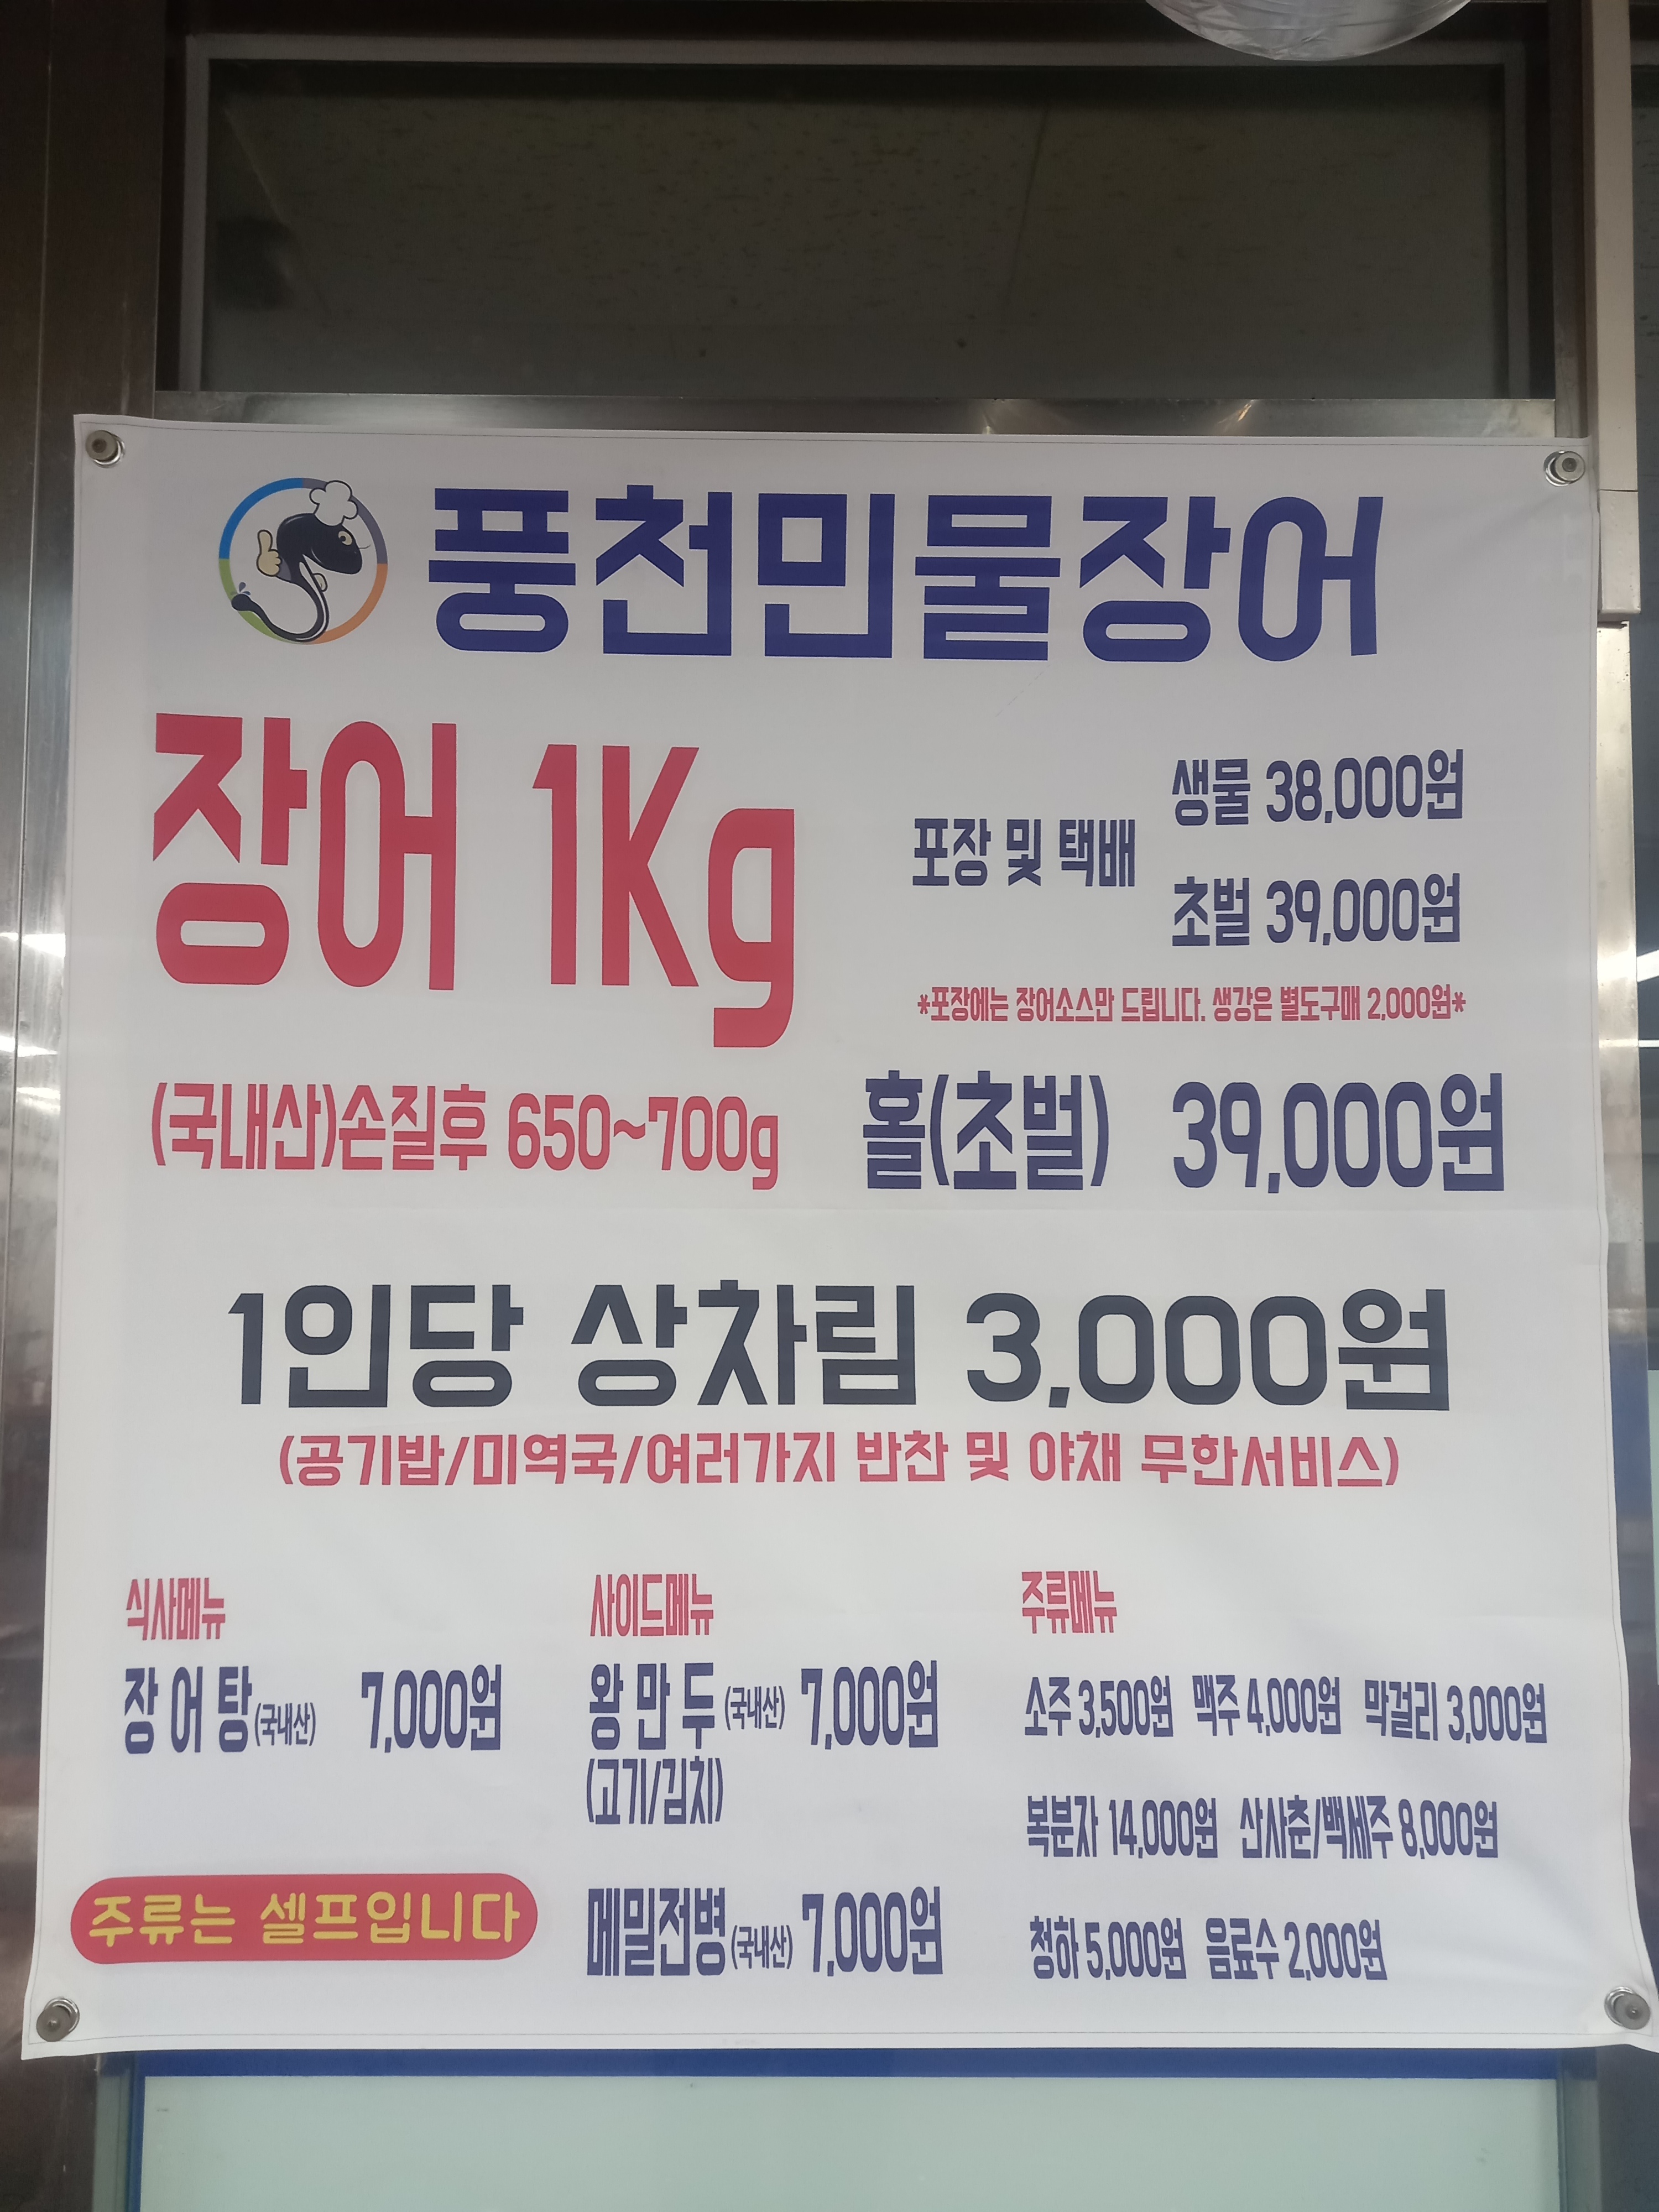 풍천민물장어
장어 1Kg
포장 및 택배
생물 38,000원
초벌 39,000원
*포장에는 장어소스만 드립니다. 생강은 별도구매 2,000원*
(국내산)손질후 650~700g
홀(초벌) 39,000원
1인당 상차림 3,000원
(공기밥/미역국/여러가지 반찬 및 야채 무한서비스)
식사메뉴
장어탕(국내산) 7,000원
주류는 셀프입니다
사이드메뉴
왕만두(국내산) 7,000원
(고기/김치)
메밀전병(국내산) 7,000원
주류메뉴
소주 3,500원 맥주 4,000원 막걸리 3,000원
복분자 14,000원 산사춘/백세주 8,000원
청하 5,000원 음료수 2,000원